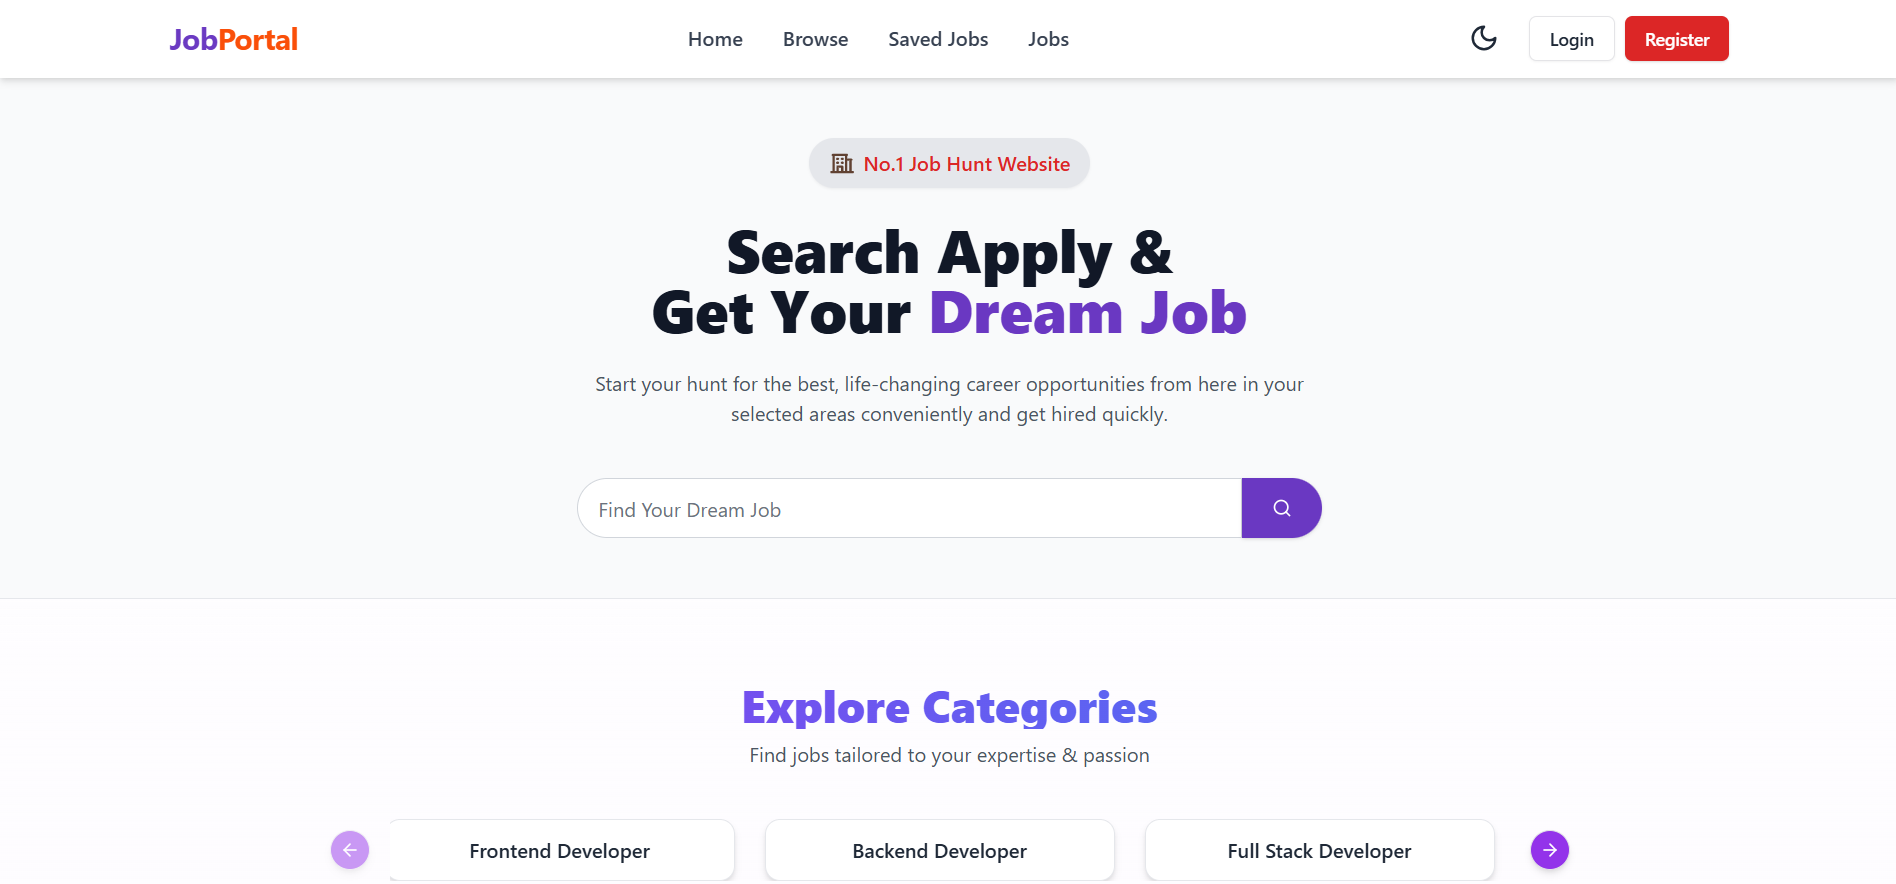 JobPortal
Home
Browse
Saved Jobs
Jobs
Login
Register
No.1 Job Hunt Website
Search Apply &
Get Your Dream Job
Start your hunt for the best, life-changing career opportunities from here in your
selected areas conveniently and get hired quickly.
Find Your Dream Job
Explore Categories
Find jobs tailored to your expertise & passion
Frontend Developer
Backend Developer
Full Stack Developer